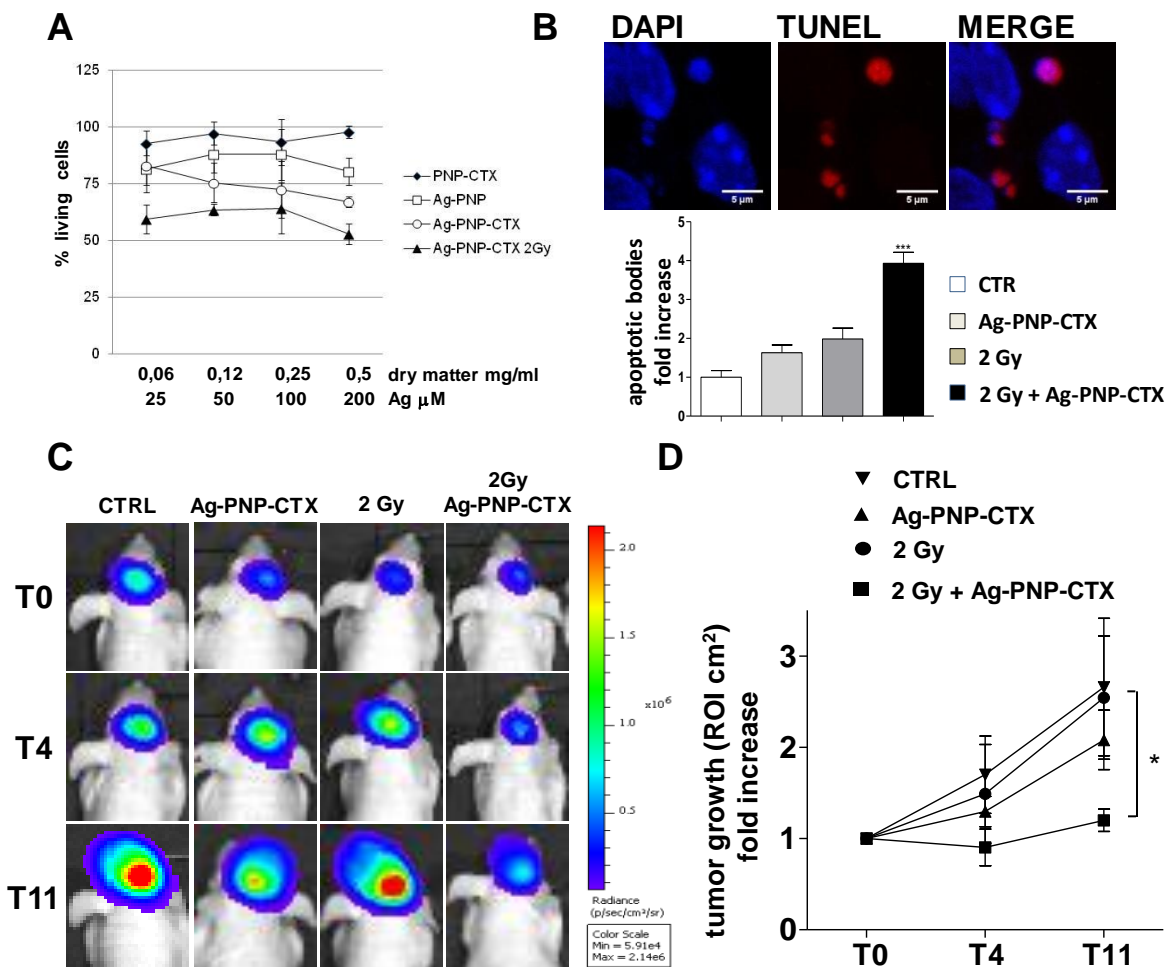 A
125
100
75
50
25
0
% living cells
0,06 0,12 0,25 0,5 dry matter mg/ml
25 50 100 200 Ag μM
PNP-CTX
Ag-PNP
Ag-PNP-CTX
Ag-PNP-CTX 2Gy
B
DAPI TUNEL MERGE
5 μm 5 μm 5 μm
apoptotic bodies
fold increase
5
4
3
2
1
0
***
CTR
Ag-PNP-CTX
2 Gy
2 Gy + Ag-PNP-CTX
C
CTRL Ag-PNP-CTX 2 Gy 2Gy
Ag-PNP-CTX
T0
T4
T11
2.0
1.5
x10⁶
1.0
0.5
Radiance
(p/sec/cm²/sr)
Color Scale
Min = 5.91e4
Max = 2.14e6
D
CTRL
Ag-PNP-CTX
2 Gy
2 Gy + Ag-PNP-CTX
tumor growth (ROI cm²)
fold increase
3
2
1
0
*
T0 T4 T11